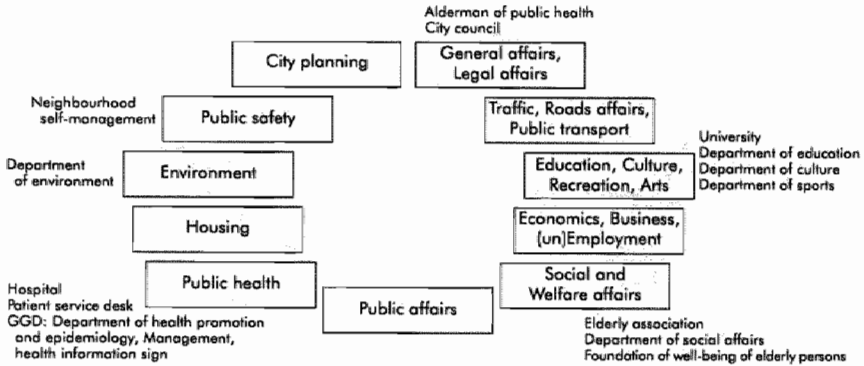 Alderman of public health
City council
City planning
General affairs,
Legal affairs
Neighbourhood
self-management
Public safety
Traffic, Roads affairs,
Public transport
University
Department of education
Department of culture
Department of sports
Department
of environment
Environment
Education, Culture,
Recreation, Arts
Housing
Economics, Business,
(un)Employment
Hospital
Patient service desk
GGD: Department of health promotion
and epidemiology, Management,
health information sign
Public health
Public affairs
Social and
Welfare affairs
Elderly association
Department of social affairs
Foundation of well-being of elderly persons